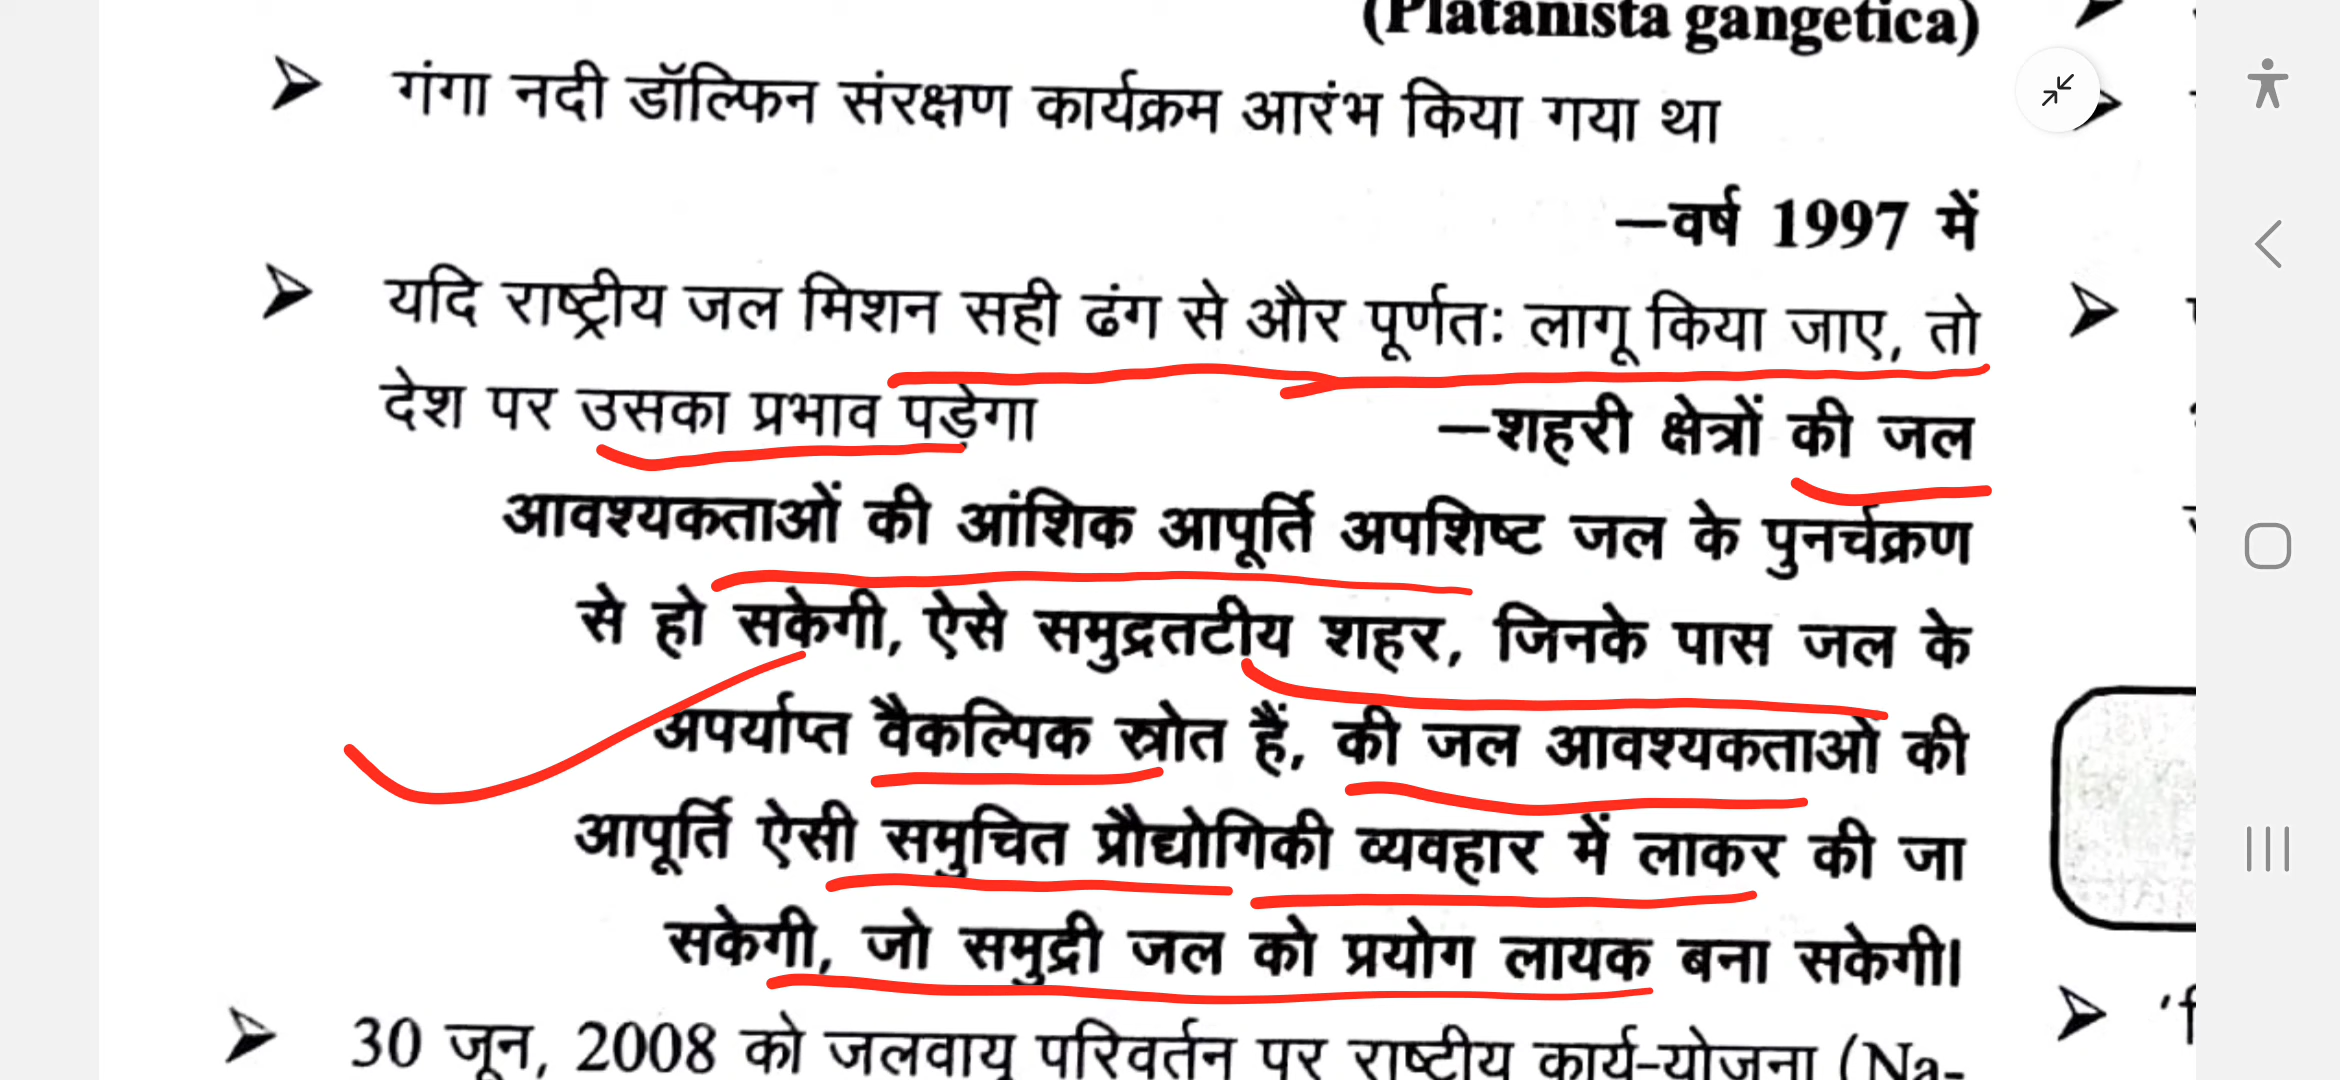 (Platanista gangetica)
➢ गंगा नदी डॉल्फिन संरक्षण कार्यक्रम आरंभ किया गया था
—वर्ष 1997 में
➢ यदि राष्ट्रीय जल मिशन सही ढंग से और पूर्णतः लागू किया जाए, तो
देश पर उसका प्रभाव पड़ेगा —शहरी क्षेत्रों की जल
आवश्यकताओं की आंशिक आपूर्ति अपशिष्ट जल के पुनर्चक्रण
से हो सकेगी, ऐसे समुद्रतटीय शहर, जिनके पास जल के
अपर्याप्त वैकल्पिक स्रोत हैं, की जल आवश्यकताओं की
आपूर्ति ऐसी समुचित प्रौद्योगिकी व्यवहार में लाकर की जा
सकेगी, जो समुद्री जल को प्रयोग लायक बना सकेगी।
➢ 30 जून, 2008 को जलवायु परिवर्तन पर राष्ट्रीय कार्य-योजना (Na-